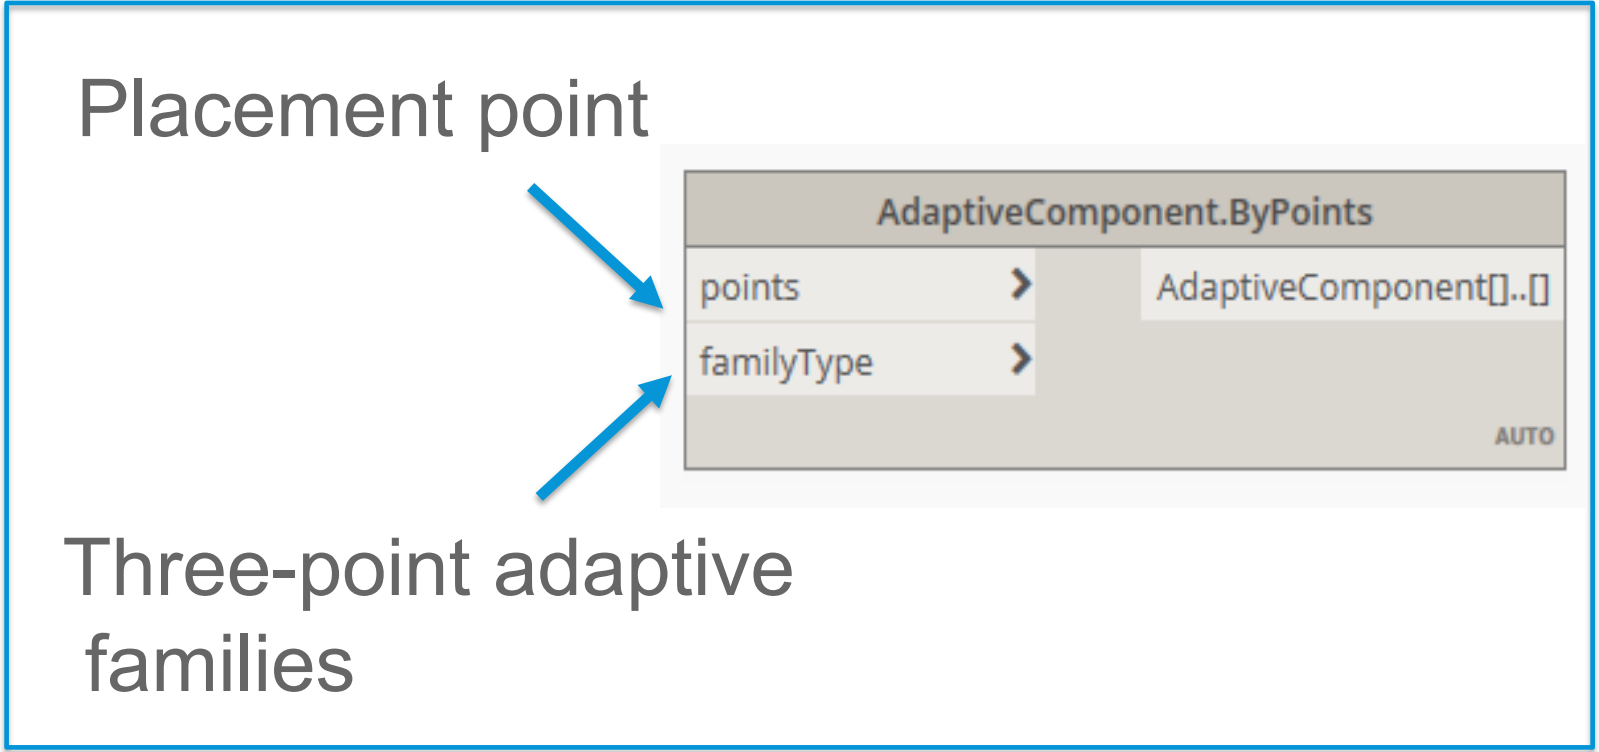 Placement point
AdaptiveComponent.ByPoints
points
AdaptiveComponent[]..[]
familyType
AUTO
Three-point adaptive
families